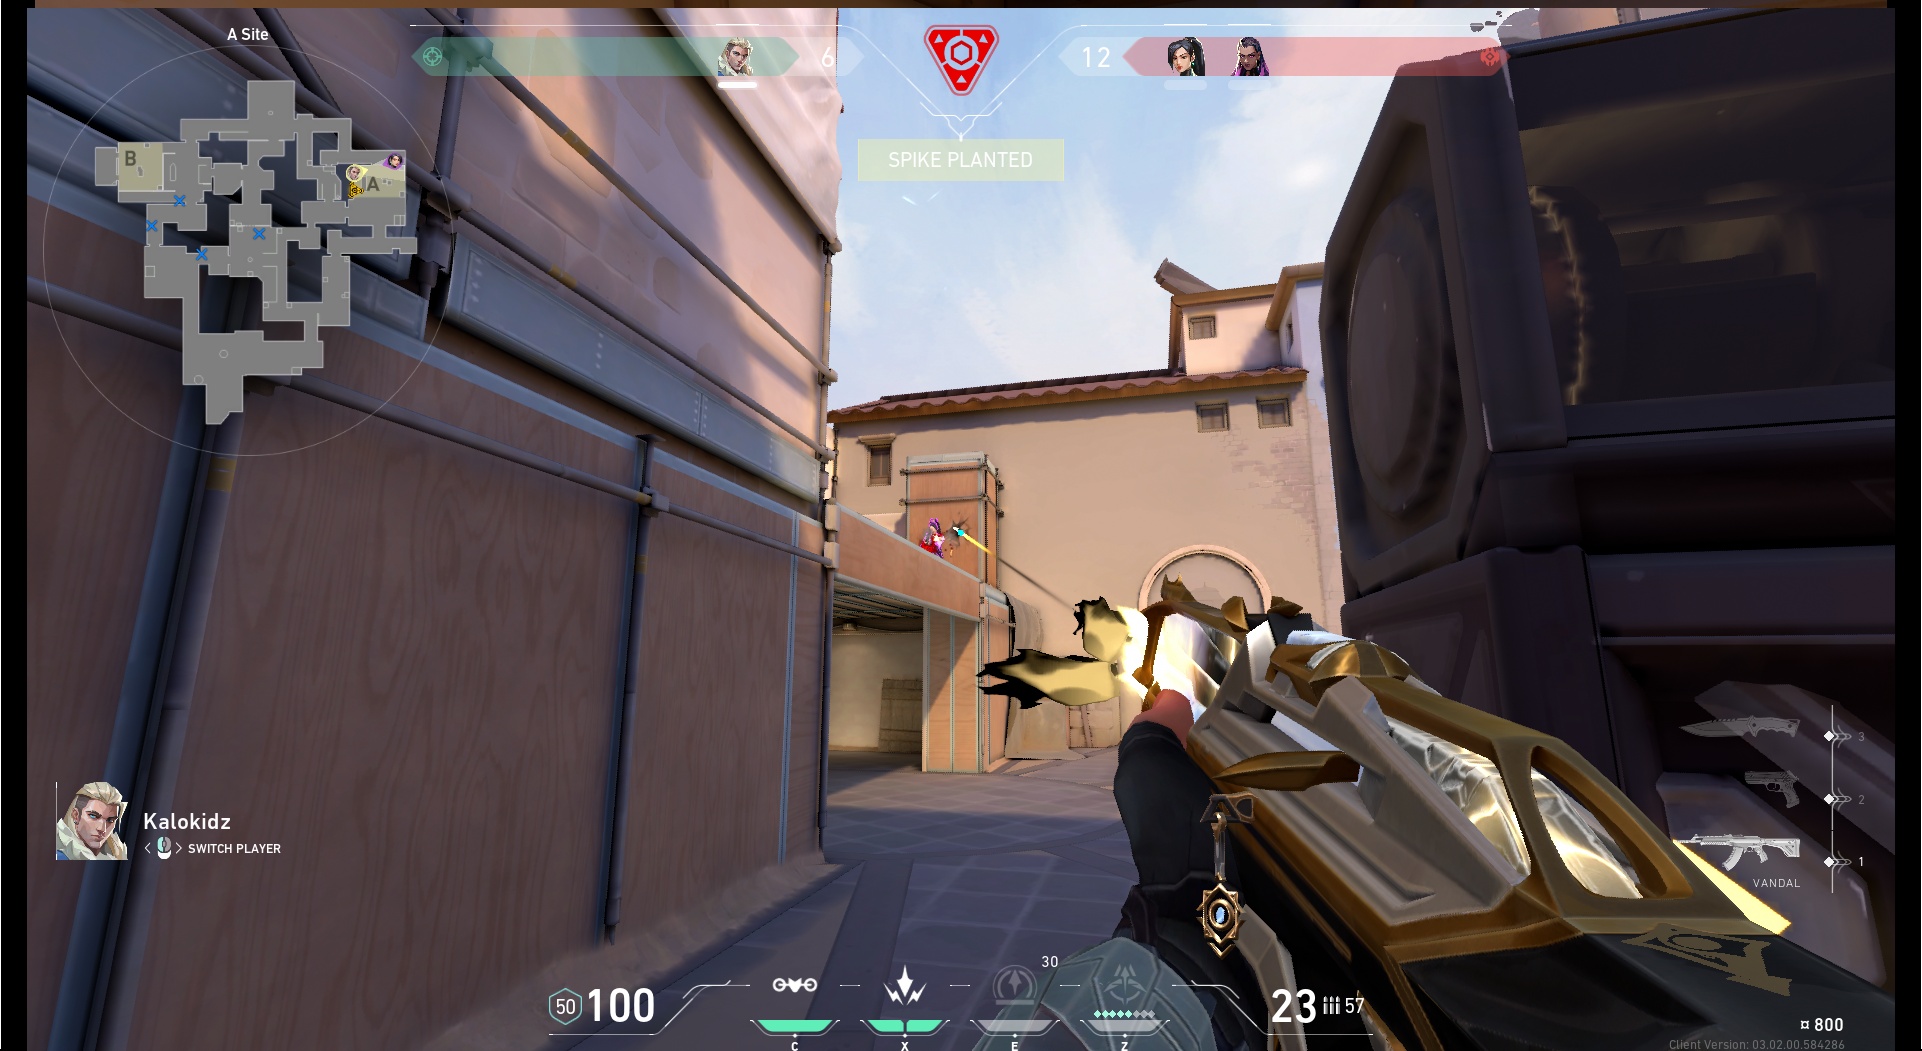 A Site
6
12
SPIKE PLANTED
B
A
3
2
Kalokidz
< > SWITCH PLAYER
1
VANDAL
30
50 100
23 57
¤ 800
C X E Z
Client Version: 03.02.00.584286